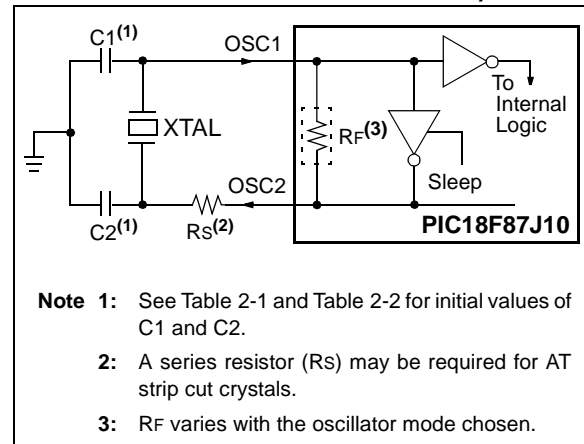 C1(1)
OSC1
To
Internal
Logic
XTAL
RF(3)
Sleep
OSC2
C2(1)
RS(2)
PIC18F87J10
Note 1: See Table 2-1 and Table 2-2 for initial values of
C1 and C2.
2: A series resistor (RS) may be required for AT
strip cut crystals.
3: RF varies with the oscillator mode chosen.